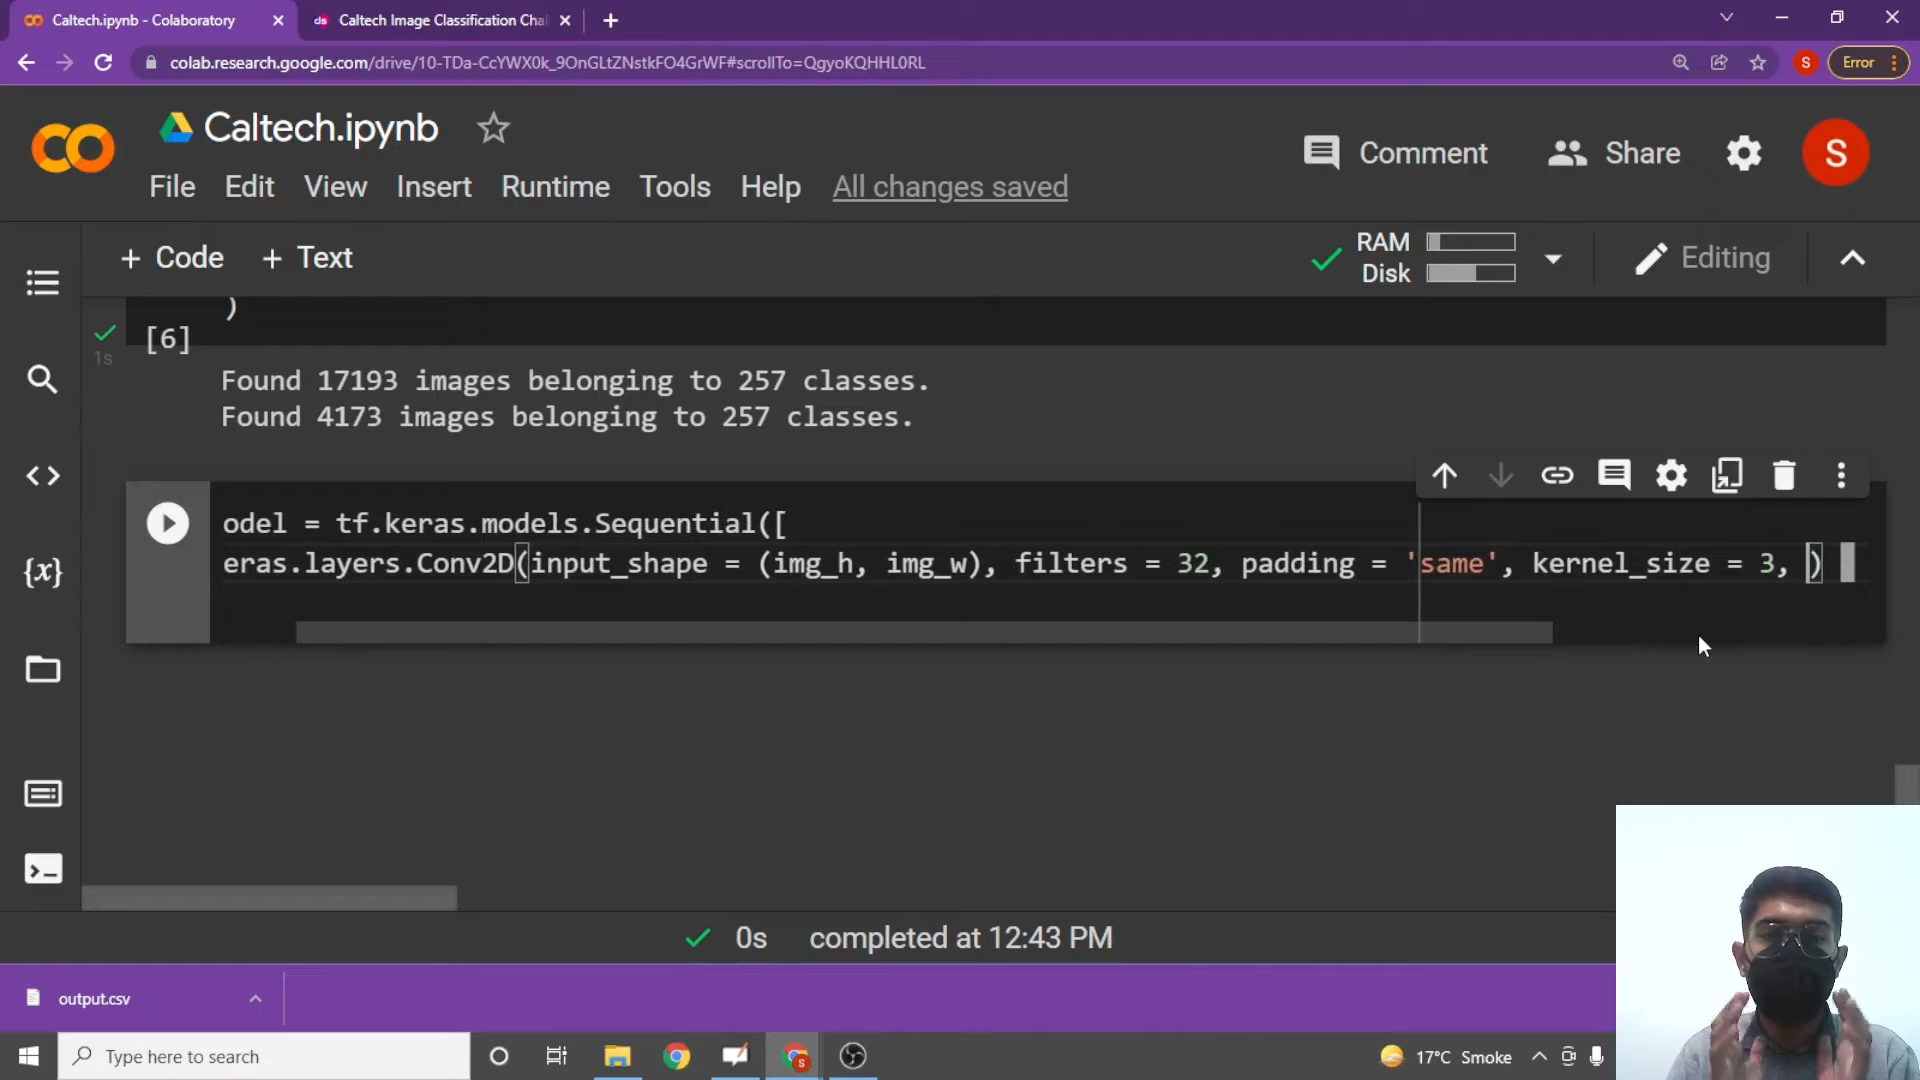 Caltech.ipynb - Colaboratory
ds Caltech Image Classification Cha
colab.research.google.com/drive/10-TDa-CcYWX0k_9OnGLtZNstkFO4GrWF#scrollTo=QgyoKQHHL0RL
S
Error
Caltech.ipynb
Comment
Share
S
File Edit View Insert Runtime Tools Help All changes saved
+ Code + Text
RAM
Disk
Editing
)
[6]
1s
Found 17193 images belonging to 257 classes.
Found 4173 images belonging to 257 classes.
odel = tf.keras.models.Sequential([
eras.layers.Conv2D(input_shape = (img_h, img_w), filters = 32, padding = 'same', kernel_size = 3, )
{x}
0s completed at 12:43 PM
output.csv
Type here to search
S
17°C Smoke